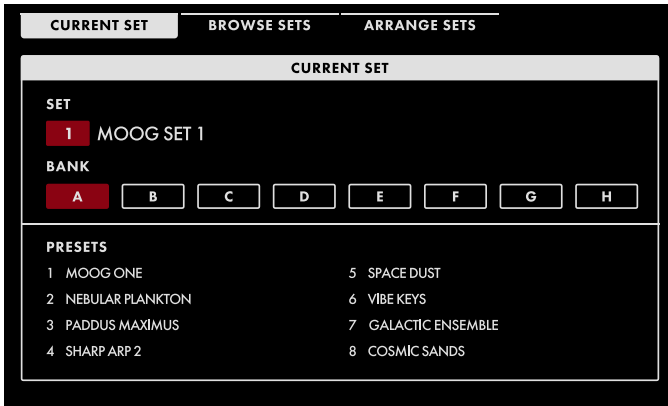 CURRENT SET BROWSE SETS ARRANGE SETS
CURRENT SET
SET
1 MOOG SET 1
BANK
A B C D E F G H
PRESETS
1 MOOG ONE
2 NEBULAR PLANKTON
3 PADDUS MAXIMUS
4 SHARP ARP 2
5 SPACE DUST
6 VIBE KEYS
7 GALACTIC ENSEMBLE
8 COSMIC SANDS